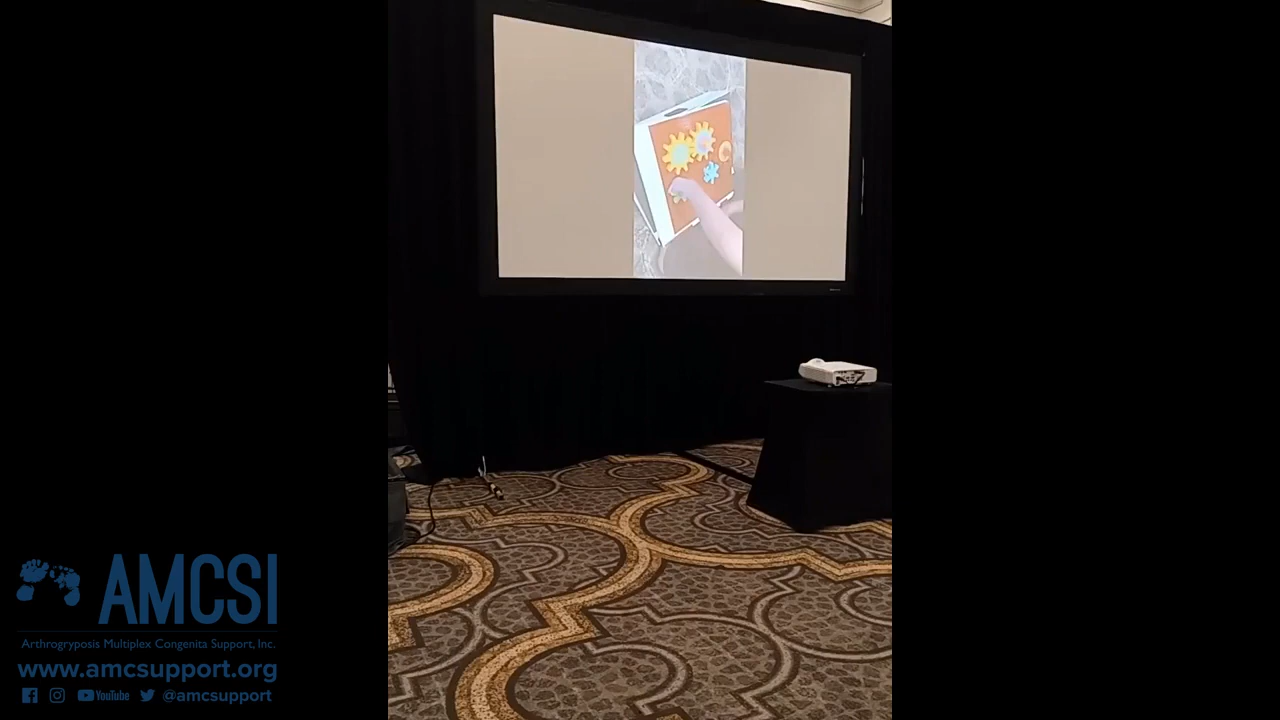 AMCSI
Arthrogryposis Multiplex Congenita Support, Inc.
www.amcsupport.org
YouTube @amcsupport